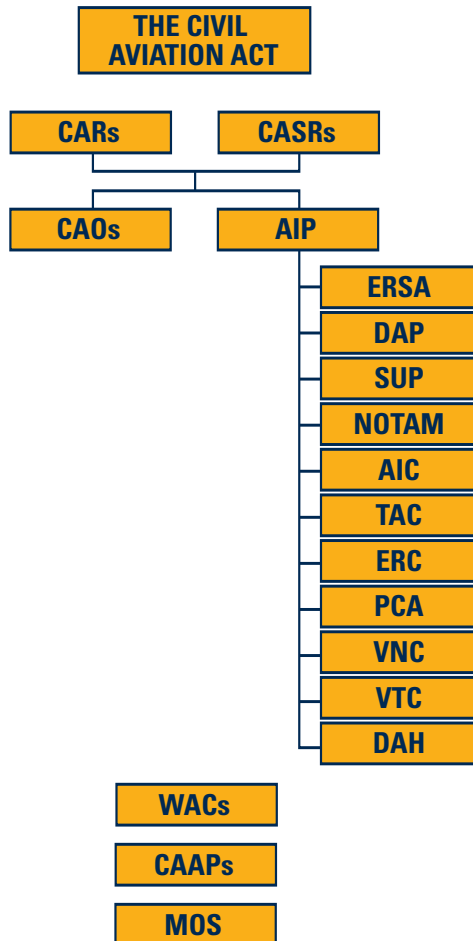 THE CIVIL
AVIATION ACT
CARs
CASRs
CAOs
AIP
ERSA
DAP
SUP
NOTAM
AIC
TAC
ERC
PCA
VNC
VTC
DAH
WACs
CAAPs
MOS